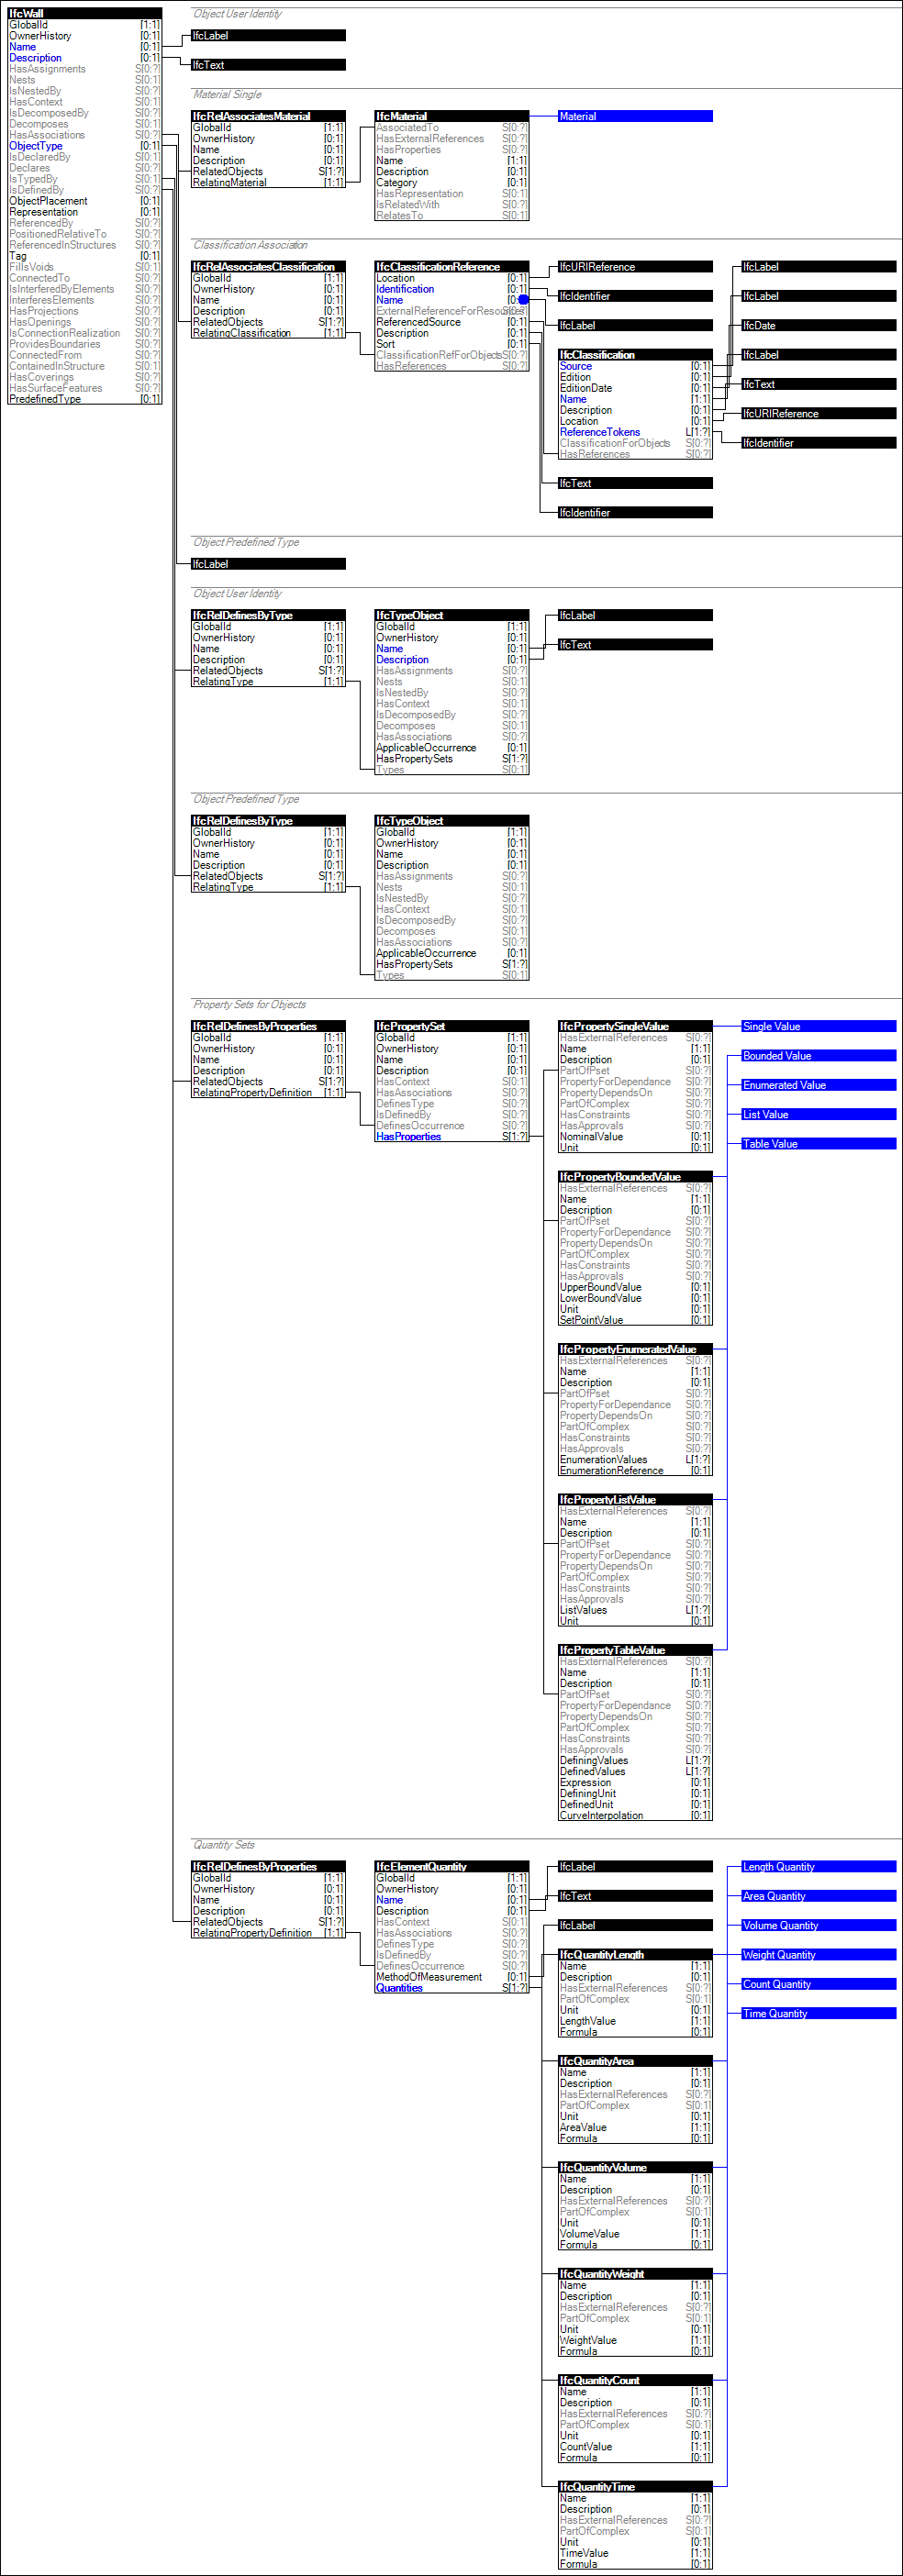 IfcWall
GlobalId [1:1]
OwnerHistory [0:1]
Name [0:1]
Description [0:1]
HasAssignments S[0:?]
Nests S[0:1]
IsNestedBy S[0:?]
HasContext S[0:1]
IsDecomposedBy S[0:?]
Decomposes S[0:1]
HasAssociations S[0:?]
ObjectType [0:1]
IsDeclaredBy S[0:1]
Declares S[0:?]
IsTypedBy S[0:1]
IsDefinedBy S[0:?]
ObjectPlacement [0:1]
Representation [0:1]
ReferencedBy S[0:?]
PositionedRelativeTo S[0:?]
ReferencedInStructures S[0:?]
Tag [0:1]
FillsVoids S[0:1]
ConnectedTo S[0:?]
IsInterferedByElements S[0:?]
InterferesElements S[0:?]
HasProjections S[0:?]
HasOpenings S[0:?]
IsConnectionRealization S[0:?]
ProvidesBoundaries S[0:?]
ConnectedFrom S[0:?]
ContainedInStructure S[0:1]
HasCoverings S[0:?]
HasSurfaceFeatures S[0:?]
PredefinedType [0:1]
Object User Identity
IfcLabel
IfcText
Material Single
IfcRelAssociatesMaterial
GlobalId [1:1]
OwnerHistory [0:1]
Name [0:1]
Description [0:1]
RelatedObjects S[1:?]
RelatingMaterial [1:1]
IfcMaterial
AssociatedTo S[0:?]
HasExternalReferences S[0:?]
HasProperties S[0:?]
Name [1:1]
Description [0:1]
Category [0:1]
HasRepresentation S[0:1]
IsRelatedWith S[0:?]
RelatesTo S[0:1]
Material
Classification Association
IfcRelAssociatesClassification
GlobalId [1:1]
OwnerHistory [0:1]
Name [0:1]
Description [0:1]
RelatedObjects S[1:?]
RelatingClassification [1:1]
IfcClassificationReference
Location [0:1]
Identification [0:1]
Name
ExternalReferenceForResources S[0:?]
ReferencedSource [0:1]
Description [0:1]
Sort [0:1]
ClassificationRefForObjects S[0:?]
HasReferences S[0:?]
IfcURIReference
IfcIdentifier
IfcLabel
IfcClassification
Source [0:1]
Edition [0:1]
EditionDate [0:1]
Name [1:1]
Description [0:1]
Location [0:1]
ReferenceTokens L[1:?]
ClassificationForObjects S[0:?]
HasReferences S[0:?]
IfcText
IfcIdentifier
IfcLabel
IfcLabel
IfcDate
IfcLabel
IfcText
IfcURIReference
IfcIdentifier
Object Predefined Type
IfcLabel
Object User Identity
IfcRelDefinesByType
GlobalId [1:1]
OwnerHistory [0:1]
Name [0:1]
Description [0:1]
RelatedObjects S[1:?]
RelatingType [1:1]
IfcTypeObject
GlobalId [1:1]
OwnerHistory [0:1]
Name [0:1]
Description [0:1]
HasAssignments S[0:?]
Nests S[0:1]
IsNestedBy S[0:?]
HasContext S[0:1]
IsDecomposedBy S[0:?]
Decomposes S[0:1]
HasAssociations S[0:?]
ApplicableOccurrence [0:1]
HasPropertySets S[1:?]
Types S[0:1]
IfcLabel
IfcText
Object Predefined Type
IfcRelDefinesByType
GlobalId [1:1]
OwnerHistory [0:1]
Name [0:1]
Description [0:1]
RelatedObjects S[1:?]
RelatingType [1:1]
IfcTypeObject
GlobalId [1:1]
OwnerHistory [0:1]
Name [0:1]
Description [0:1]
HasAssignments S[0:?]
Nests S[0:1]
IsNestedBy S[0:?]
HasContext S[0:1]
IsDecomposedBy S[0:?]
Decomposes S[0:1]
HasAssociations S[0:?]
ApplicableOccurrence [0:1]
HasPropertySets S[1:?]
Types S[0:1]
Property Sets for Objects
IfcRelDefinesByProperties
GlobalId [1:1]
OwnerHistory [0:1]
Name [0:1]
Description [0:1]
RelatedObjects S[1:?]
RelatingPropertyDefinition [1:1]
IfcPropertySet
GlobalId [1:1]
OwnerHistory [0:1]
Name [0:1]
Description [0:1]
HasContext S[0:1]
HasAssociations S[0:?]
DefinesType S[0:?]
IsDefinedBy S[0:?]
DefinesOccurrence S[0:?]
HasProperties S[1:?]
IfcPropertySingleValue
HasExternalReferences S[0:?]
Name [1:1]
Description [0:1]
PartOfPset S[0:?]
PropertyForDependance S[0:?]
PropertyDependsOn S[0:?]
PartOfComplex S[0:?]
HasConstraints S[0:?]
HasApprovals S[0:?]
NominalValue [0:1]
Unit [0:1]
IfcPropertyBoundedValue
HasExternalReferences S[0:?]
Name [1:1]
Description [0:1]
PartOfPset S[0:?]
PropertyForDependance S[0:?]
PropertyDependsOn S[0:?]
PartOfComplex S[0:?]
HasConstraints S[0:?]
HasApprovals S[0:?]
UpperBoundValue [0:1]
LowerBoundValue [0:1]
Unit [0:1]
SetPointValue [0:1]
IfcPropertyEnumeratedValue
HasExternalReferences S[0:?]
Name [1:1]
Description [0:1]
PartOfPset S[0:?]
PropertyForDependance S[0:?]
PropertyDependsOn S[0:?]
PartOfComplex S[0:?]
HasConstraints S[0:?]
HasApprovals S[0:?]
EnumerationValues L[1:?]
EnumerationReference [0:1]
IfcPropertyListValue
HasExternalReferences S[0:?]
Name [1:1]
Description [0:1]
PartOfPset S[0:?]
PropertyForDependance S[0:?]
PropertyDependsOn S[0:?]
PartOfComplex S[0:?]
HasConstraints S[0:?]
HasApprovals S[0:?]
ListValues L[1:?]
Unit [0:1]
IfcPropertyTableValue
HasExternalReferences S[0:?]
Name [1:1]
Description [0:1]
PartOfPset S[0:?]
PropertyForDependance S[0:?]
PropertyDependsOn S[0:?]
PartOfComplex S[0:?]
HasConstraints S[0:?]
HasApprovals S[0:?]
DefiningValues L[1:?]
DefinedValues L[1:?]
Expression [0:1]
DefiningUnit [0:1]
DefinedUnit [0:1]
CurveInterpolation [0:1]
Single Value
Bounded Value
Enumerated Value
List Value
Table Value
Quantity Sets
IfcRelDefinesByProperties
GlobalId [1:1]
OwnerHistory [0:1]
Name [0:1]
Description [0:1]
RelatedObjects S[1:?]
RelatingPropertyDefinition [1:1]
IfcElementQuantity
GlobalId [1:1]
OwnerHistory [0:1]
Name [0:1]
Description [0:1]
HasContext S[0:1]
HasAssociations S[0:?]
DefinesType S[0:?]
IsDefinedBy S[0:?]
DefinesOccurrence S[0:?]
MethodOfMeasurement [0:1]
Quantities S[1:?]
IfcLabel
IfcText
IfcLabel
IfcQuantityLength
Name [1:1]
Description [0:1]
HasExternalReferences S[0:?]
PartOfComplex S[0:1]
Unit [0:1]
LengthValue [1:1]
Formula [0:1]
IfcQuantityArea
Name [1:1]
Description [0:1]
HasExternalReferences S[0:?]
PartOfComplex S[0:1]
Unit [0:1]
AreaValue [1:1]
Formula [0:1]
IfcQuantityVolume
Name [1:1]
Description [0:1]
HasExternalReferences S[0:?]
PartOfComplex S[0:1]
Unit [0:1]
VolumeValue [1:1]
Formula [0:1]
IfcQuantityWeight
Name [1:1]
Description [0:1]
HasExternalReferences S[0:?]
PartOfComplex S[0:1]
Unit [0:1]
WeightValue [1:1]
Formula [0:1]
IfcQuantityCount
Name [1:1]
Description [0:1]
HasExternalReferences S[0:?]
PartOfComplex S[0:1]
Unit [0:1]
CountValue [1:1]
Formula [0:1]
IfcQuantityTime
Name [1:1]
Description [0:1]
HasExternalReferences S[0:?]
PartOfComplex S[0:1]
Unit [0:1]
TimeValue [1:1]
Formula [0:1]
Length Quantity
Area Quantity
Volume Quantity
Weight Quantity
Count Quantity
Time Quantity